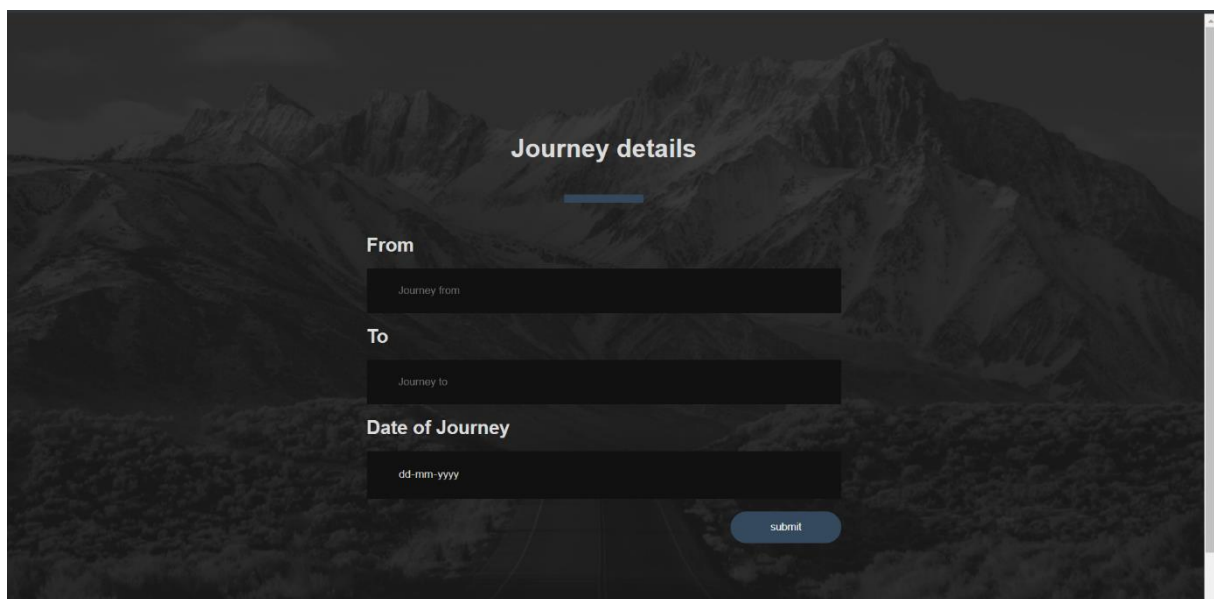 Journey details
From
Journey from
To
Journey to
Date of Journey
dd-mm-yyyy
submit